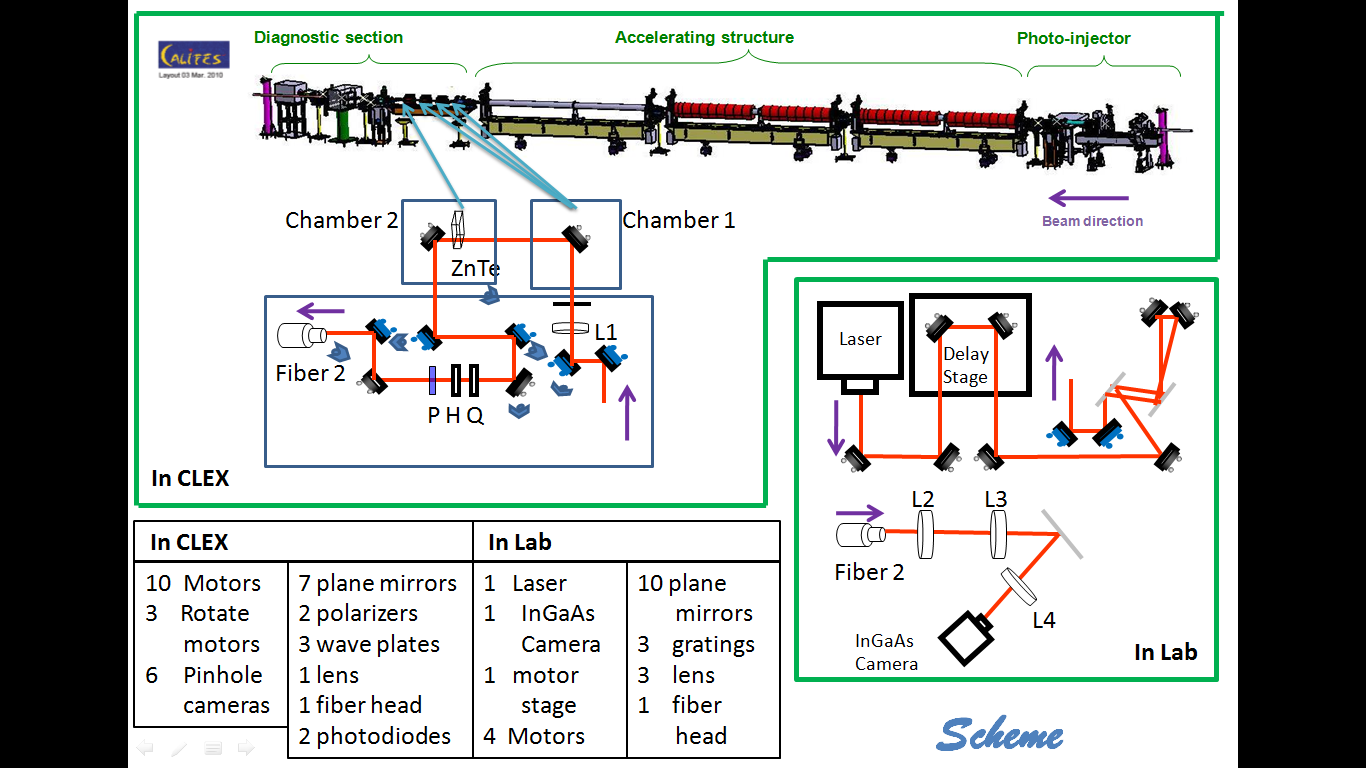 Diagnostic section
Accelerating structure
Photo-injector
CALIFES
Layout 03 Mar. 2010
Beam direction
Chamber 2
Chamber 1
ZnTe
L1
Fiber 2
P H Q
In CLEX
Laser
Delay
Stage
L2
L3
Fiber 2
L4
InGaAs
Camera
In Lab
In CLEX
In Lab
10 Motors
3 Rotate
motors
6 Pinhole
cameras
7 plane mirrors
2 polarizers
3 wave plates
1 lens
1 fiber head
2 photodiodes
1 Laser
1 InGaAs
Camera
1 motor
stage
4 Motors
10 plane
mirrors
3 gratings
3 lens
1 fiber
head
Scheme